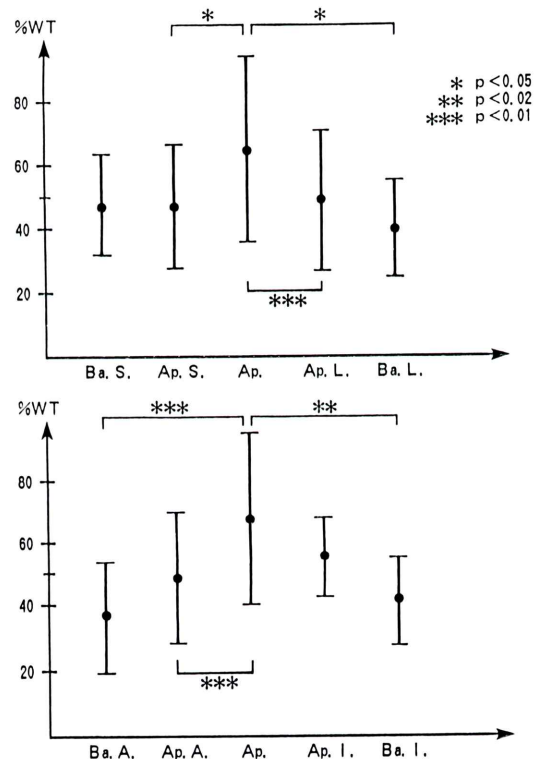 %WT
* *
* p<0.05
** p<0.02
*** p<0.01
80
60
40
20
***
Ba. S. Ap. S. Ap. Ap. L. Ba. L.
%WT
*** **
80
60
40
20
***
Ba. A. Ap. A. Ap. Ap. I. Ba. I.